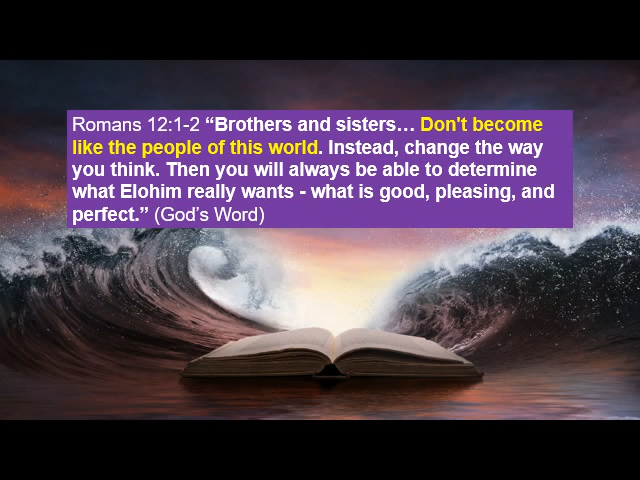 Romans 12:1-2 “Brothers and sisters… Don't become
like the people of this world. Instead, change the way
you think. Then you will always be able to determine
what Elohim really wants - what is good, pleasing, and
perfect.” (God’s Word)